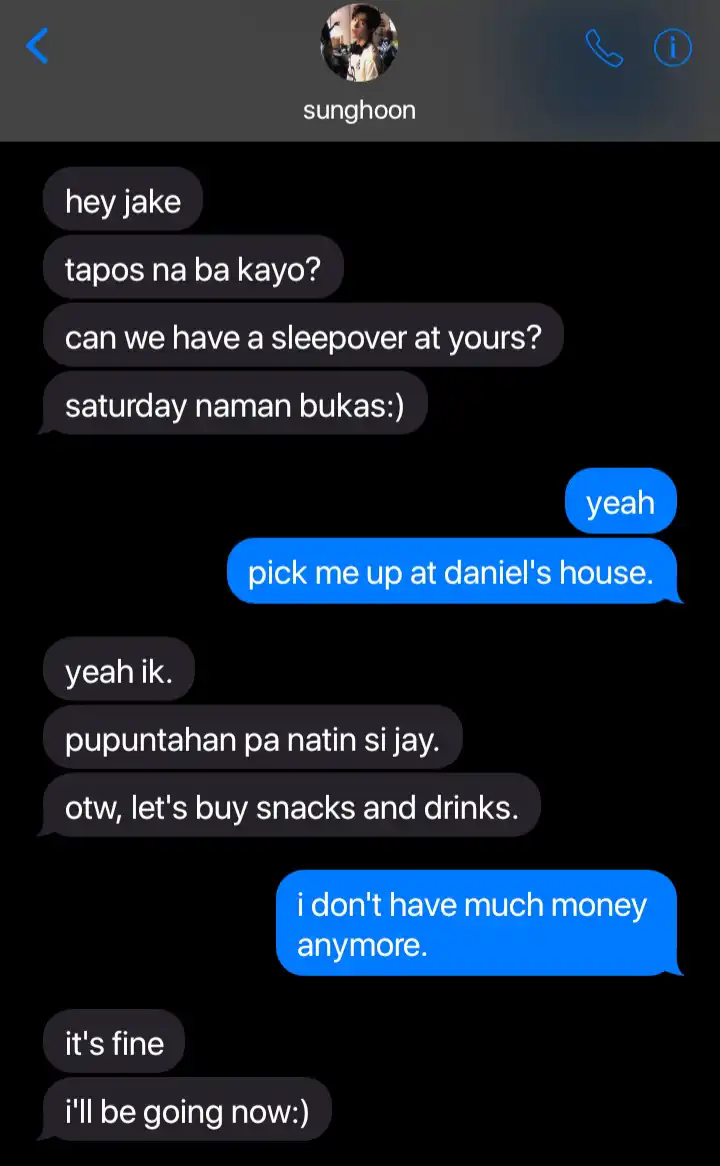 sunghoon
hey jake
tapos na ba kayo?
can we have a sleepover at yours?
saturday naman bukas:)
yeah
pick me up at daniel's house.
yeah ik.
pupuntahan pa natin si jay.
otw, let's buy snacks and drinks.
i don't have much money
anymore.
it's fine
i'll be going now:)